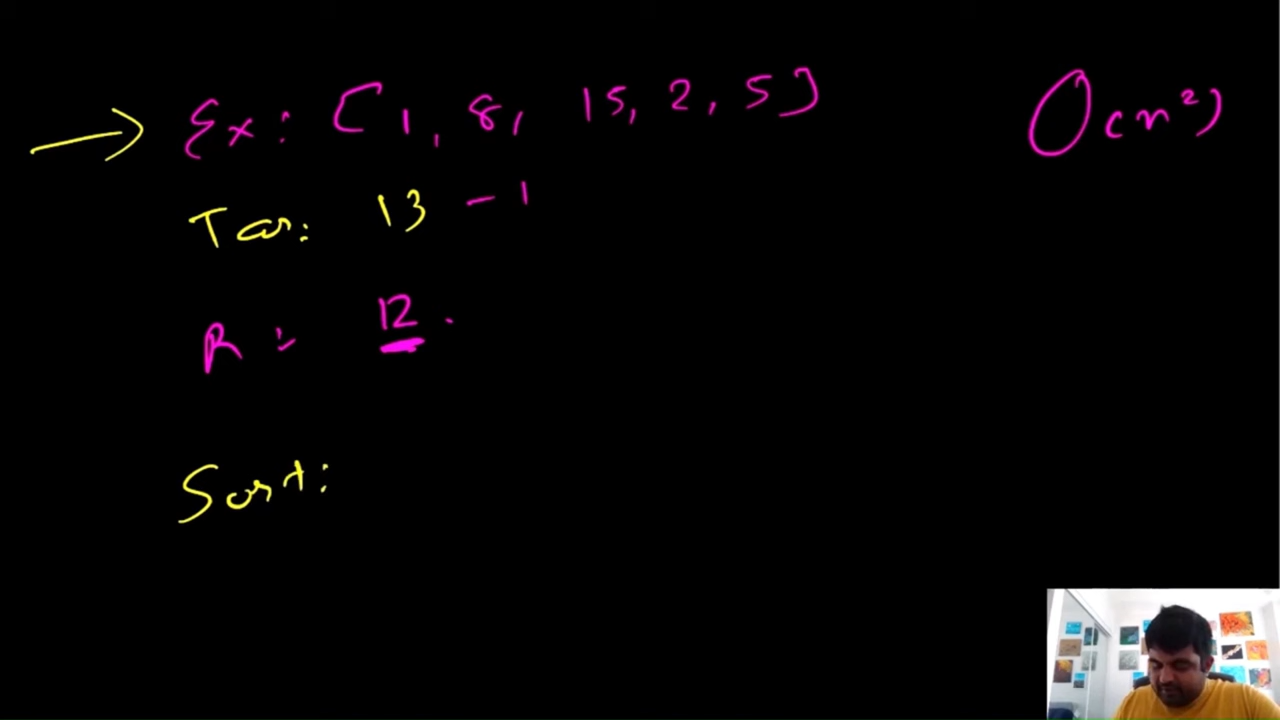 Ex: [1, 8, 15, 2, 5] O(n²)
Tar: 13 - 1
R: 12.
Sort: